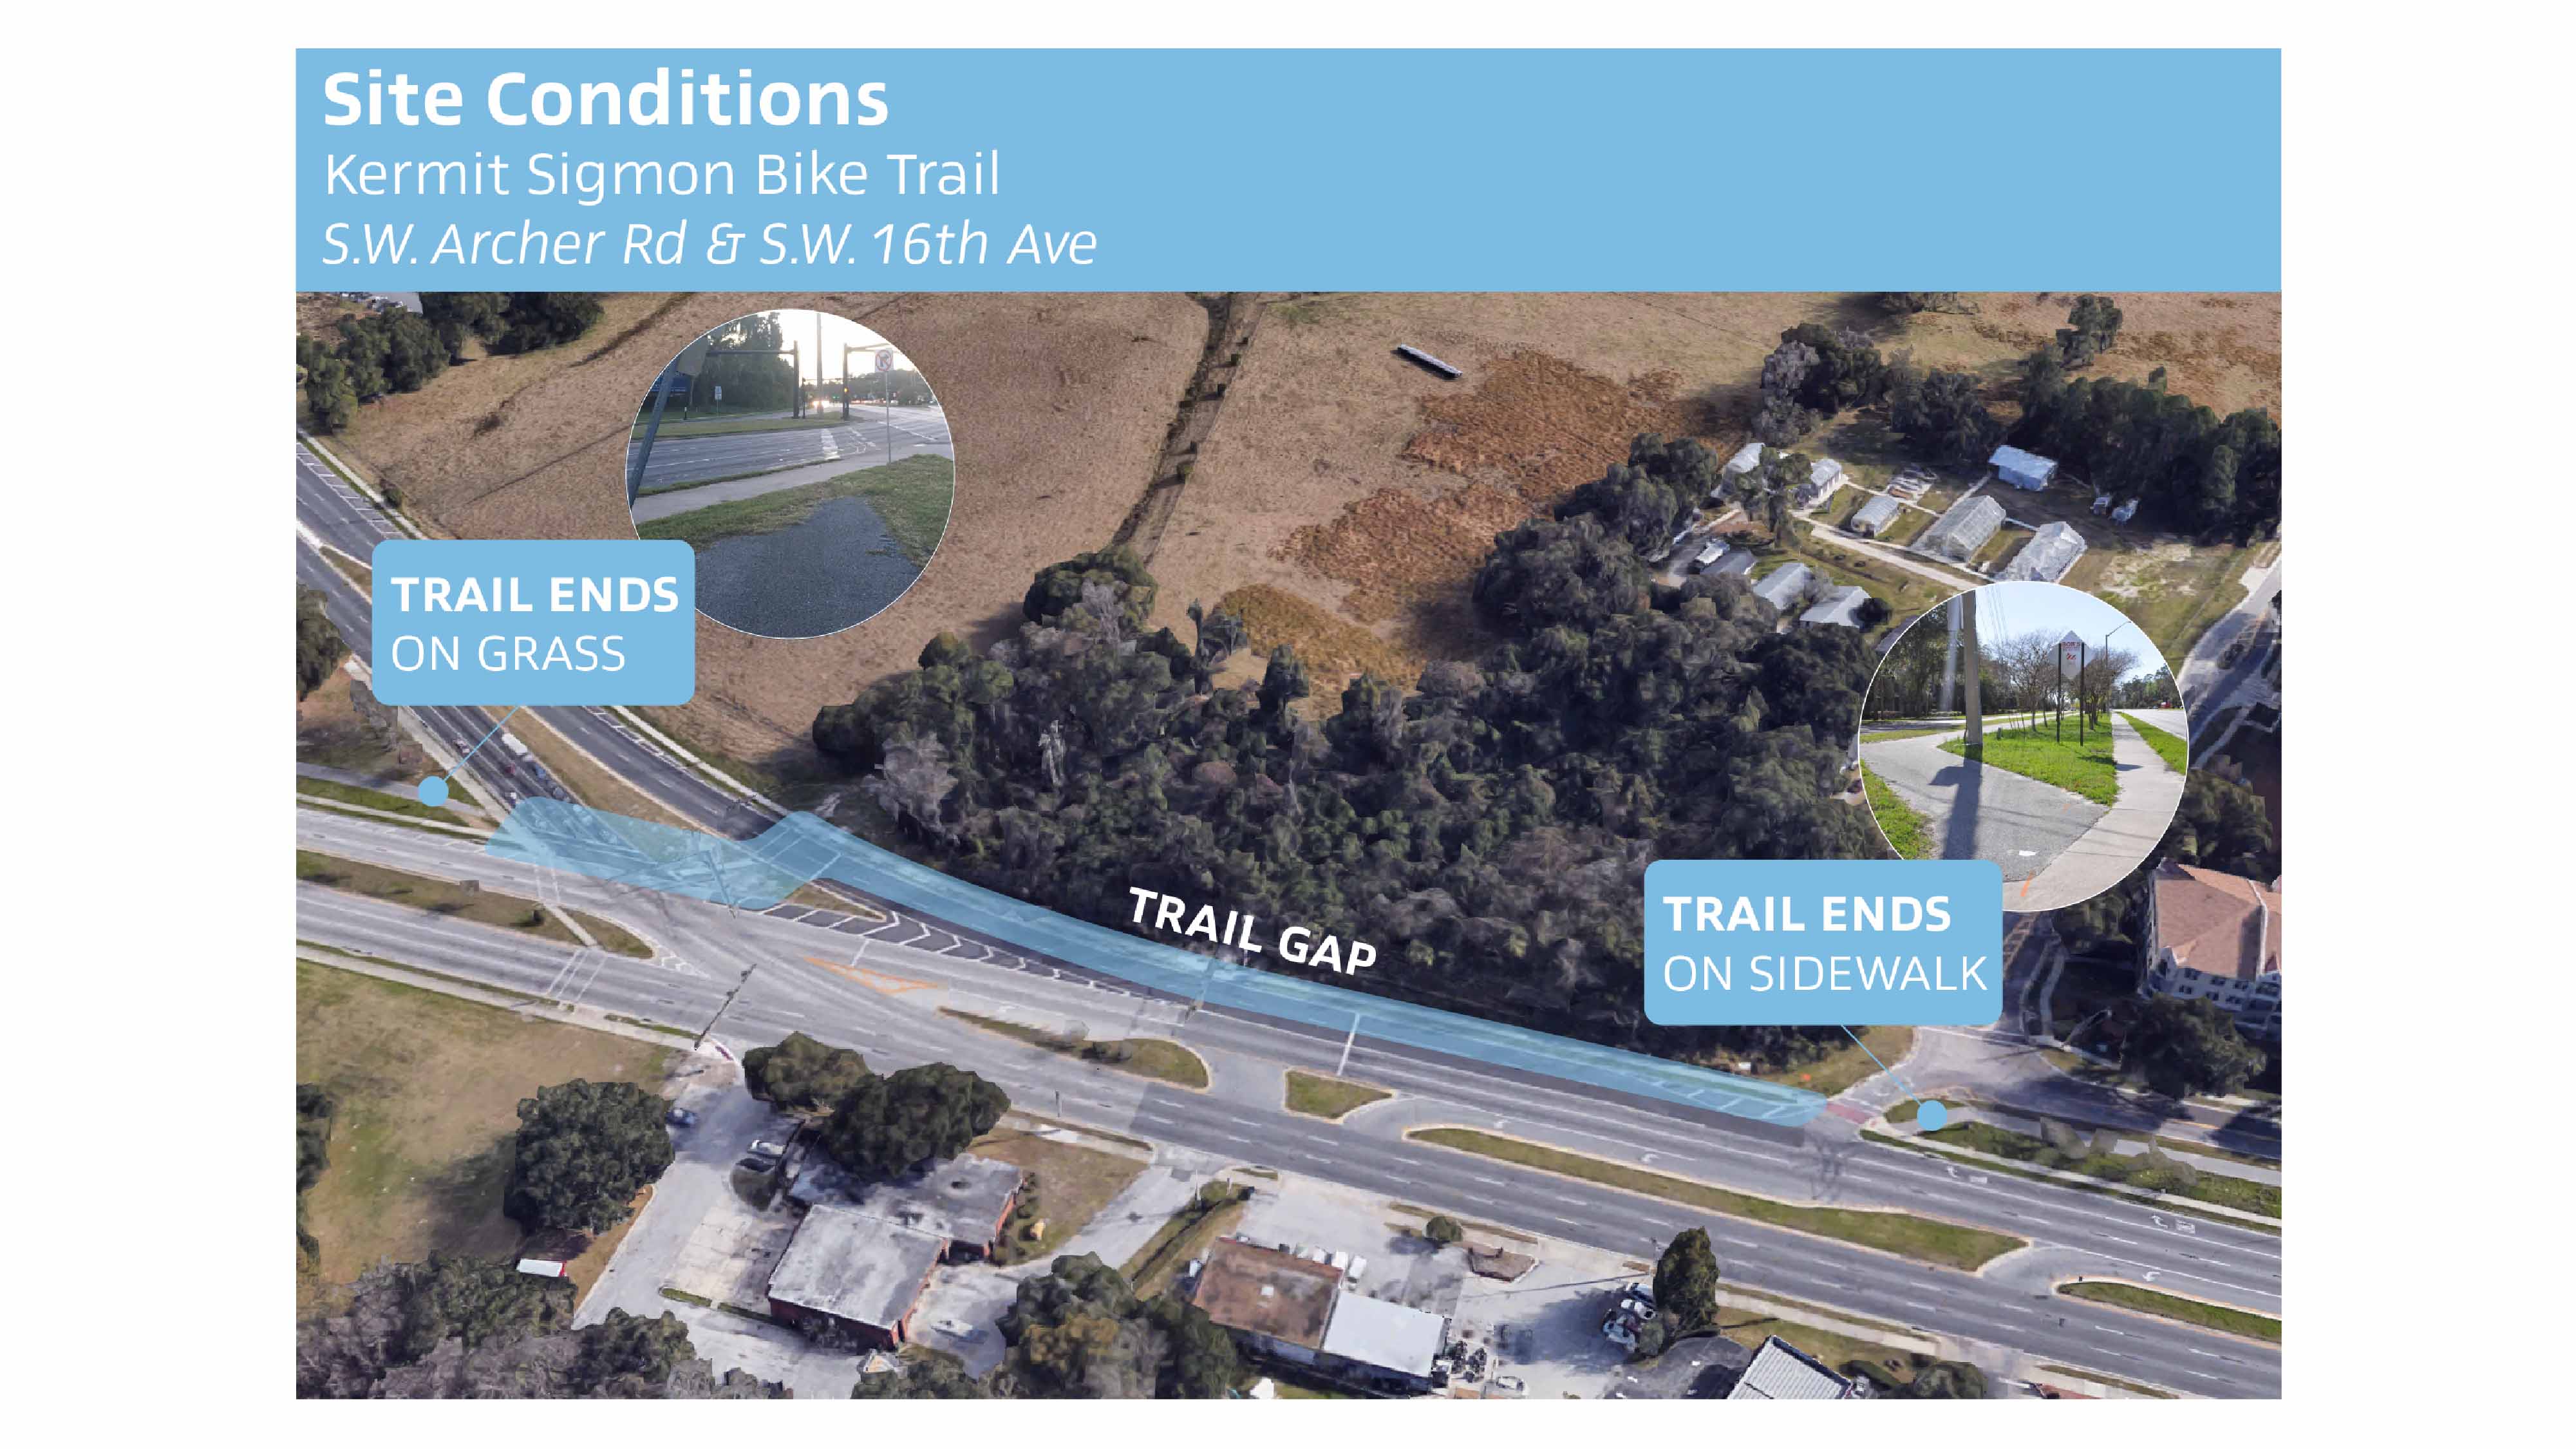 Site Conditions
Kermit Sigmon Bike Trail
S.W. Archer Rd & S.W. 16th Ave
TRAIL ENDS
ON GRASS
TRAIL GAP
TRAIL ENDS
ON SIDEWALK